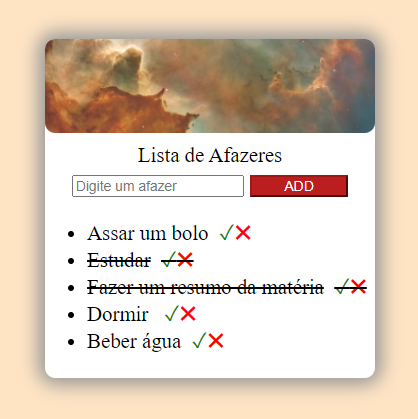 Lista de Afazeres
Digite um afazer ADD
Assar um bolo ✓✕
Estudar ✓✕
Fazer um resumo da matéria ✓✕
Dormir ✓✕
Beber água ✓✕